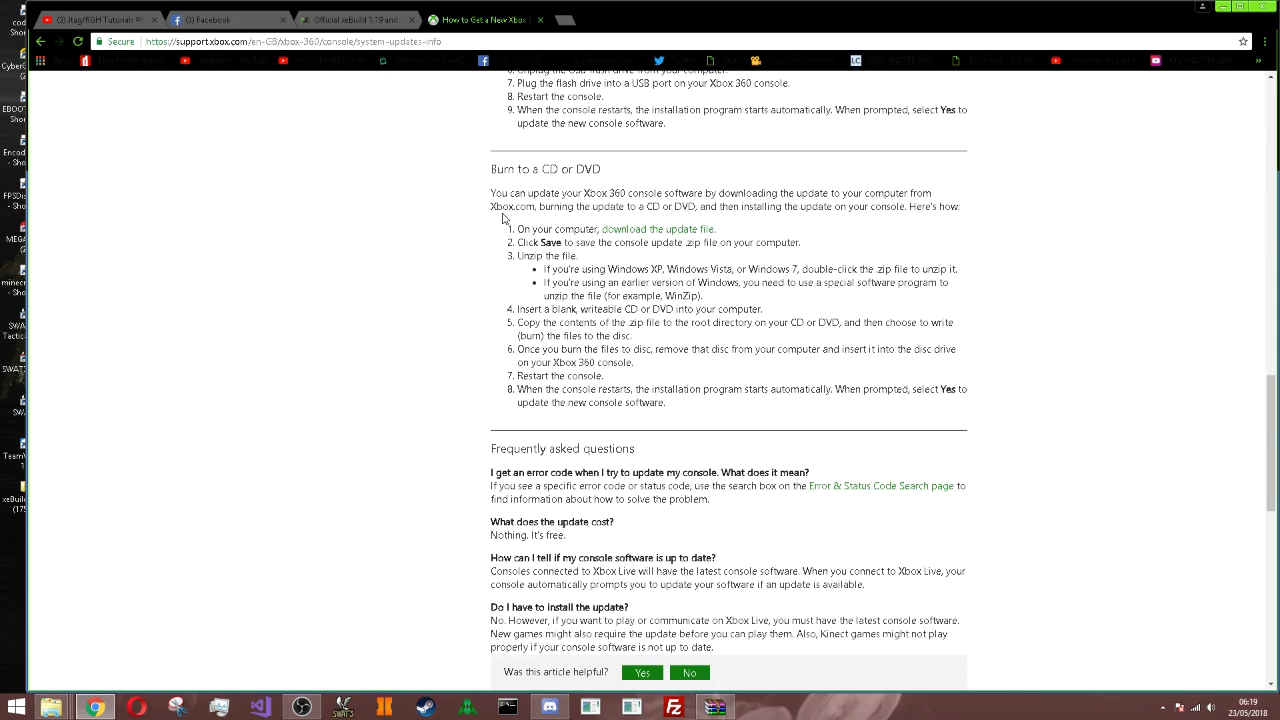 (3) Jtag/RGH Tutorials #8
(3) Facebook
Official xeBuild 1.19 and
How to Get a New Xbox
Secure https://support.xbox.com/en-GB/xbox-360/console/system-updates-info
6. Unplug the USB flash drive from your computer.
7. Plug the flash drive into a USB port on your Xbox 360 console.
8. Restart the console.
9. When the console restarts, the installation program starts automatically. When prompted, select Yes to
update the new console software.
Burn to a CD or DVD
You can update your Xbox 360 console software by downloading the update to your computer from
Xbox.com, burning the update to a CD or DVD, and then installing the update on your console. Here's how:
1. On your computer, download the update file.
2. Click Save to save the console update .zip file on your computer.
3. Unzip the file.
• If you're using Windows XP, Windows Vista, or Windows 7, double-click the .zip file to unzip it.
• If you're using an earlier version of Windows, you need to use a special software program to
unzip the file (for example, WinZip).
4. Insert a blank, writeable CD or DVD into your computer.
5. Copy the contents of the .zip file to the root directory on your CD or DVD, and then choose to write
(burn) the files to the disc.
6. Once you burn the files to disc, remove that disc from your computer and insert it into the disc drive
on your Xbox 360 console.
7. Restart the console.
8. When the console restarts, the installation program starts automatically. When prompted, select Yes to
update the new console software.
Frequently asked questions
I get an error code when I try to update my console. What does it mean?
If you see a specific error code or status code, use the search box on the Error & Status Code Search page to
find information about how to solve the problem.
What does the update cost?
Nothing. It's free.
How can I tell if my console software is up to date?
Consoles connected to Xbox Live will have the latest console software. When you connect to Xbox Live, your
console automatically prompts you to update your software if an update is available.
Do I have to install the update?
No. However, if you want to play or communicate on Xbox Live, you must have the latest console software.
New games might also require the update before you can play them. Also, Kinect games might not play
properly if your console software is not up to date.
Was this article helpful? Yes No
06:19
23/05/2018